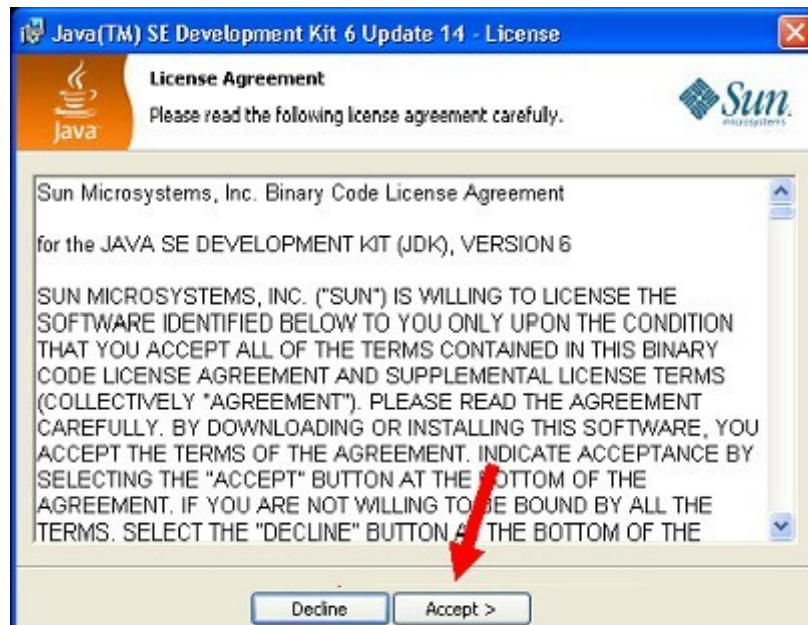 Java(TM) SE Development Kit 6 Update 14 - License
License Agreement
Please read the following license agreement carefully.
Java
Sun
microsystems
Sun Microsystems, Inc. Binary Code License Agreement
for the JAVA SE DEVELOPMENT KIT (JDK), VERSION 6
SUN MICROSYSTEMS, INC. ("SUN") IS WILLING TO LICENSE THE
SOFTWARE IDENTIFIED BELOW TO YOU ONLY UPON THE CONDITION
THAT YOU ACCEPT ALL OF THE TERMS CONTAINED IN THIS BINARY
CODE LICENSE AGREEMENT AND SUPPLEMENTAL LICENSE TERMS
(COLLECTIVELY "AGREEMENT"). PLEASE READ THE AGREEMENT
CAREFULLY. BY DOWNLOADING OR INSTALLING THIS SOFTWARE, YOU
ACCEPT THE TERMS OF THE AGREEMENT. INDICATE ACCEPTANCE BY
SELECTING THE "ACCEPT" BUTTON AT THE BOTTOM OF THE
AGREEMENT. IF YOU ARE NOT WILLING TO BE BOUND BY ALL THE
TERMS, SELECT THE "DECLINE" BUTTON AT THE BOTTOM OF THE
Decline
Accept >